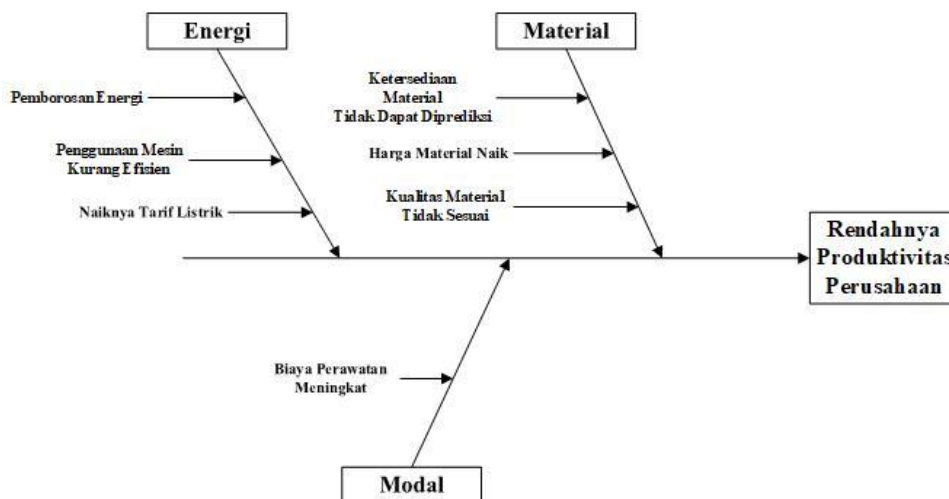 Energi
Material
Pemborosan Energi
Penggunaan Mesin
Kurang Efisien
Naiknya Tarif Listrik
Ketersediaan
Material
Tidak Dapat Diprediksi
Harga Material Naik
Kualitas Material
Tidak Sesuai
Rendahnya
Produktivitas
Perusahaan
Biaya Perawatan
Meningkat
Modal